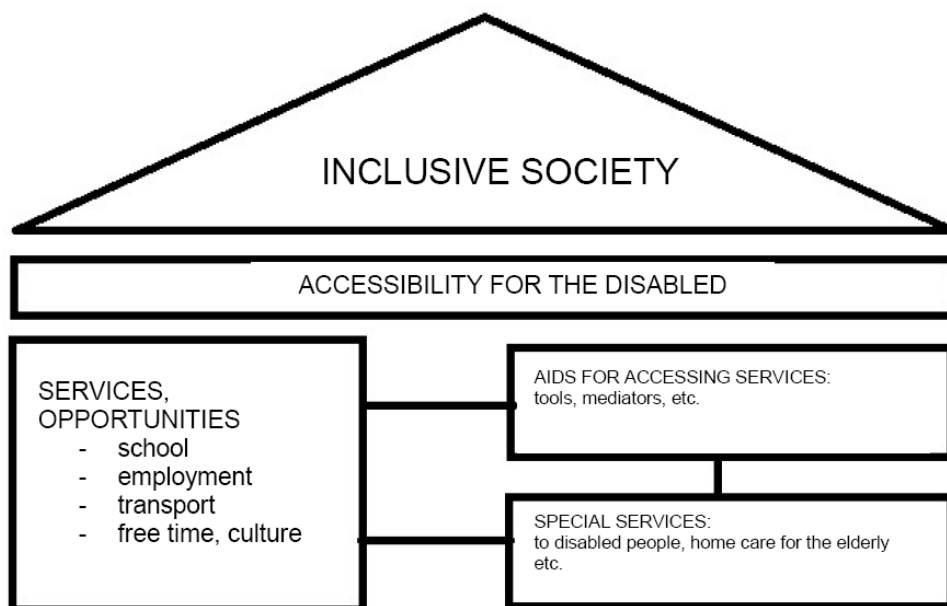 INCLUSIVE SOCIETY
ACCESSIBILITY FOR THE DISABLED
SERVICES,
OPPORTUNITIES
- school
- employment
- transport
- free time, culture
AIDS FOR ACCESSING SERVICES:
tools, mediators, etc.
SPECIAL SERVICES:
to disabled people, home care for the elderly
etc.